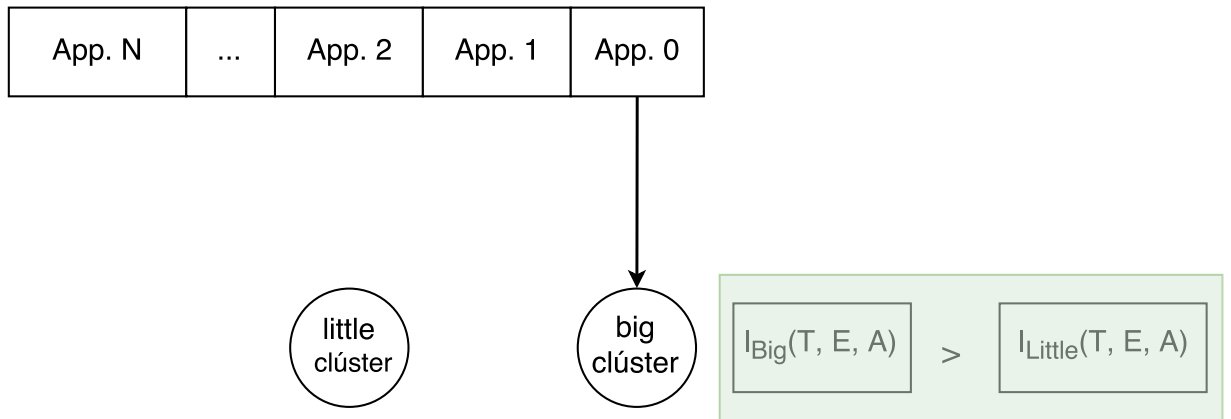 App. N ... App. 2 App. 1 App. 0
little
clúster
big
clúster
I_Big(T, E, A) > I_Little(T, E, A)